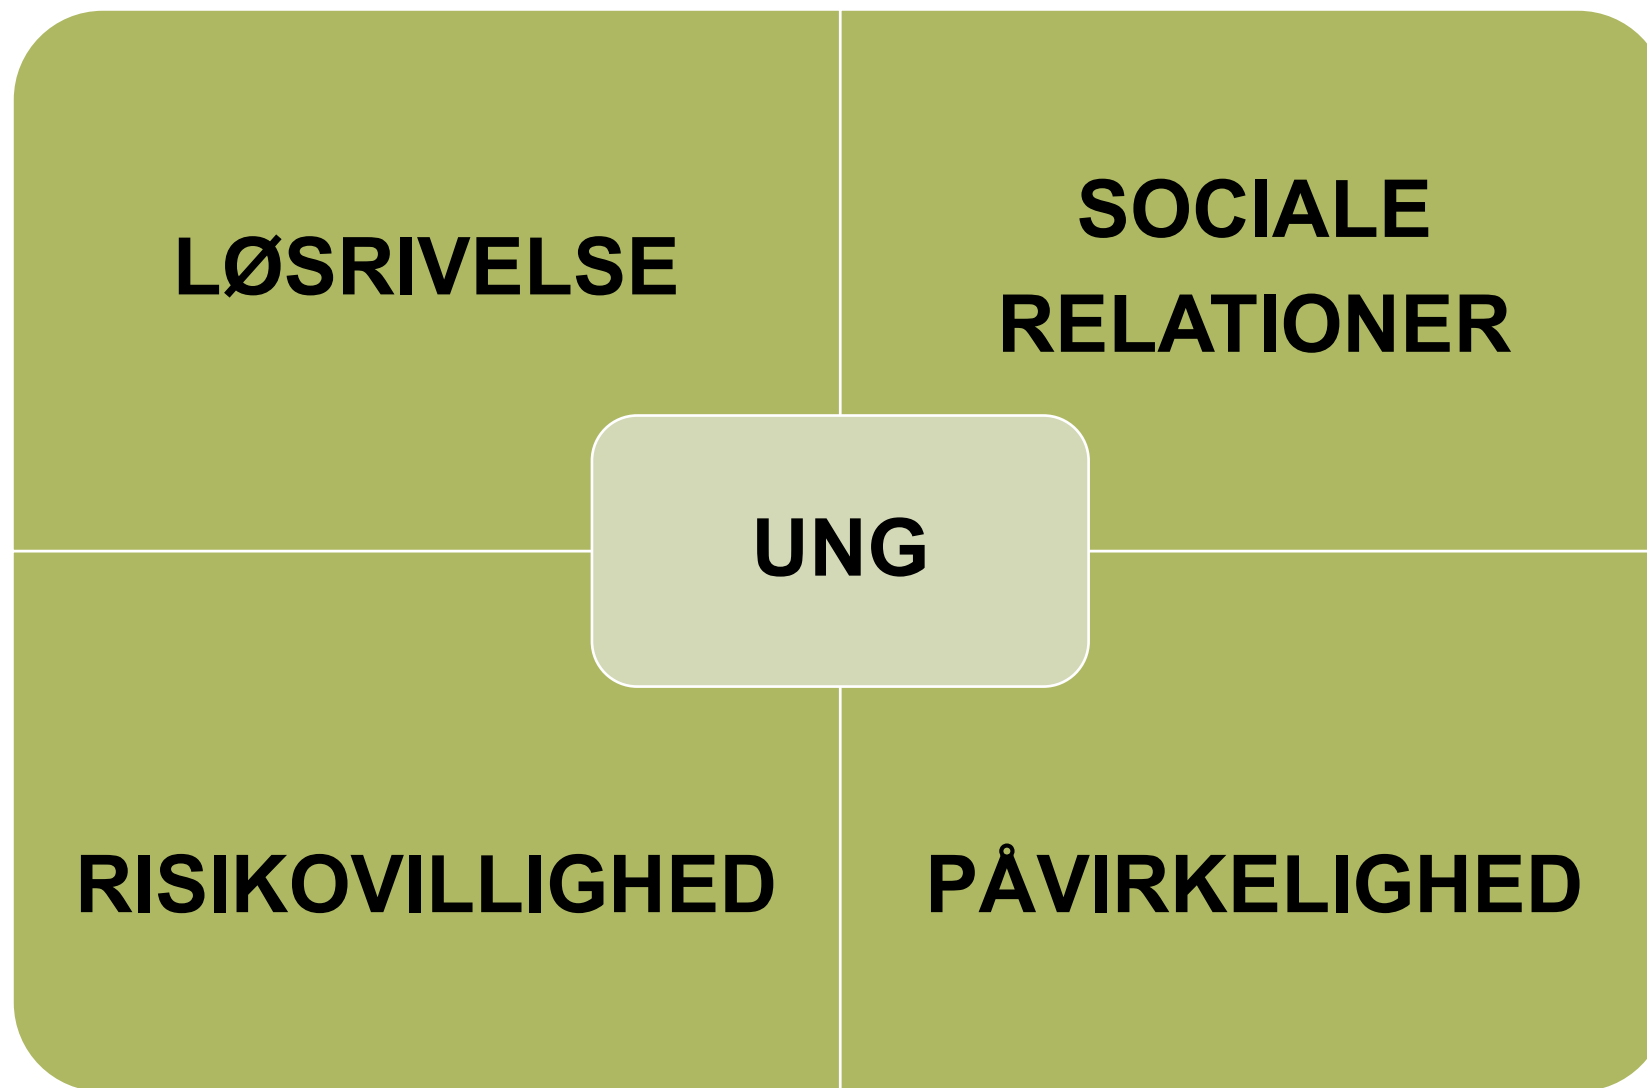 LØSRIVELSE
SOCIALE
RELATIONER
UNG
RISIKOVILLIGHED
PÅVIRKELIGHED